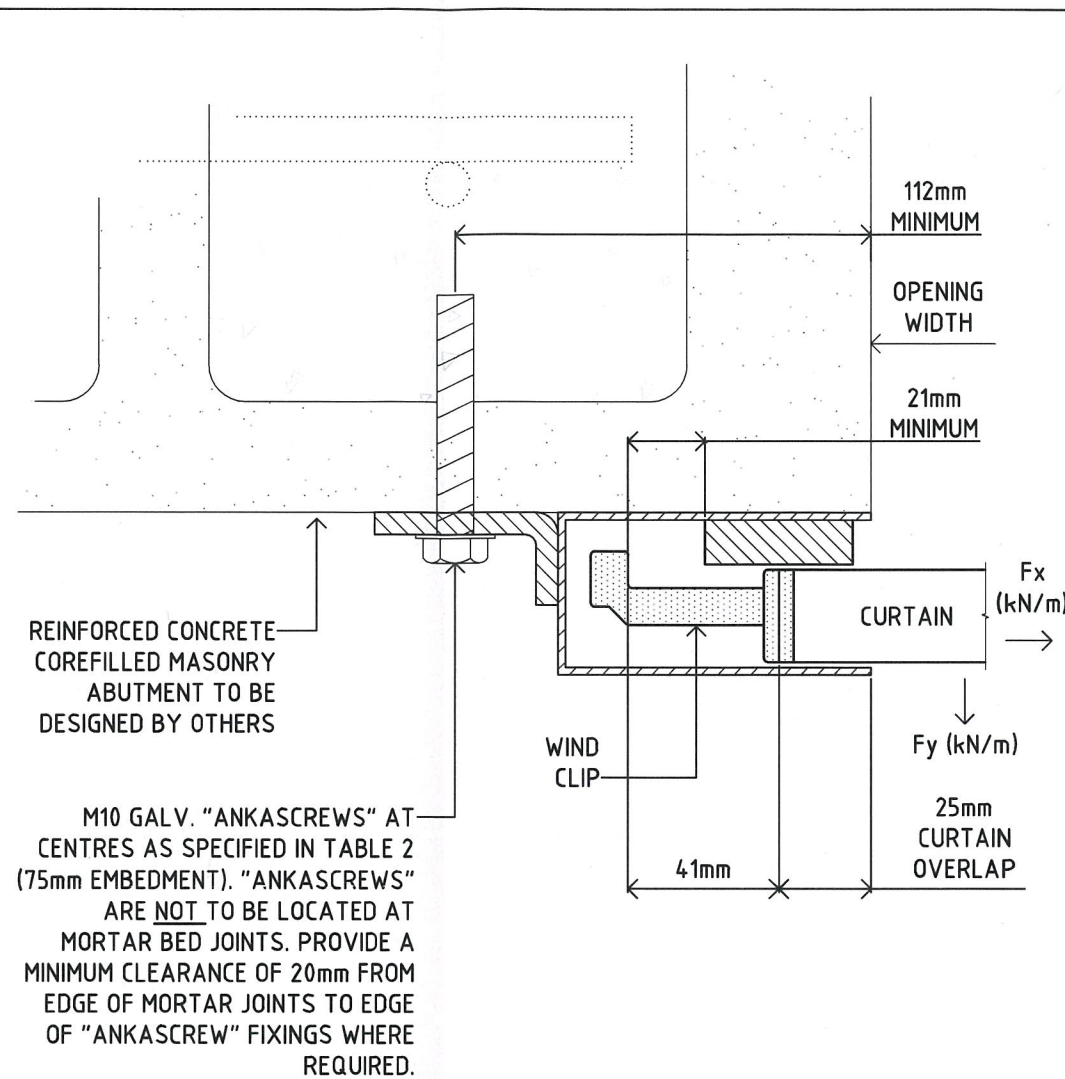 112mm
MINIMUM
OPENING
WIDTH
21mm
MINIMUM
Fx
(kN/m)
CURTAIN
REINFORCED CONCRETE
COREFILLED MASONRY
ABUTMENT TO BE
DESIGNED BY OTHERS
WIND
CLIP
Fy (kN/m)
M10 GALV. "ANKASCREWS" AT
CENTRES AS SPECIFIED IN TABLE 2
(75mm EMBEDMENT). "ANKASCREWS"
ARE NOT TO BE LOCATED AT
MORTAR BED JOINTS. PROVIDE A
MINIMUM CLEARANCE OF 20mm FROM
EDGE OF MORTAR JOINTS TO EDGE
OF "ANKASCREW" FIXINGS WHERE
REQUIRED.
41mm
25mm
CURTAIN
OVERLAP